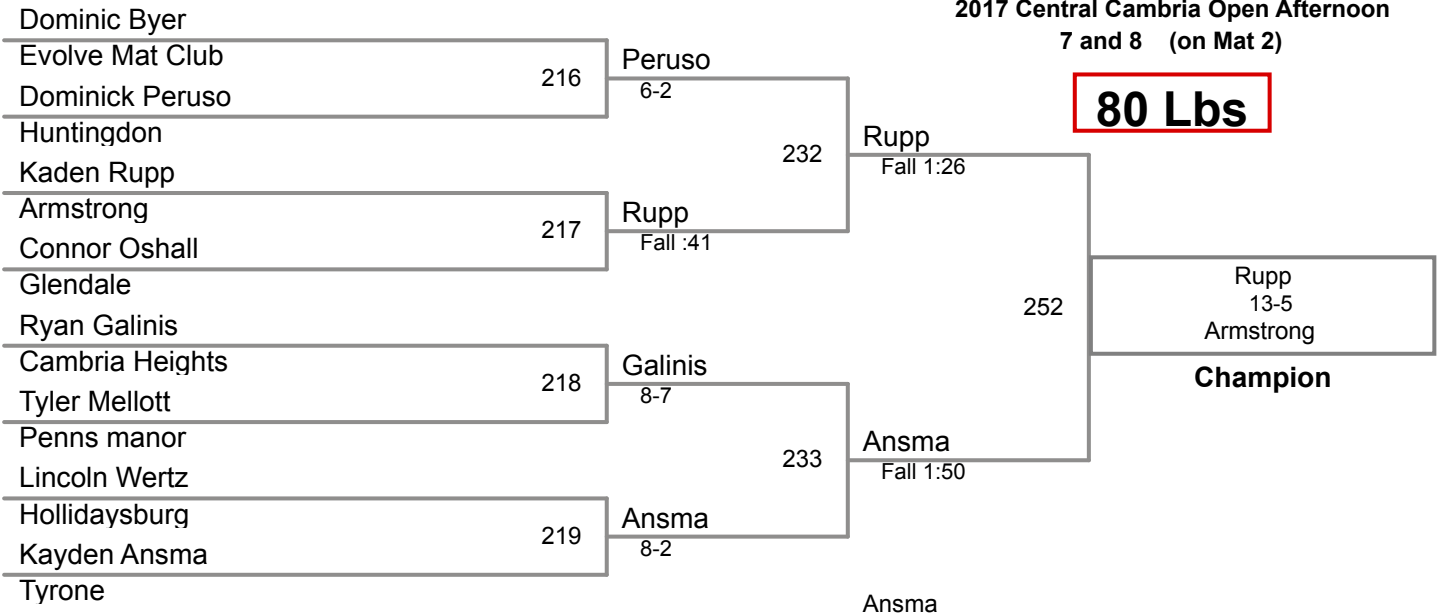 2017 Central Cambria Open Afternoon
7 and 8 (on Mat 2)
80 Lbs
Dominic Byer
Evolve Mat Club
216
Dominick Peruso
Huntingdon
Peruso
6-2
Kaden Rupp
Armstrong
217
Connor Oshall
Glendale
Rupp
Fall :41
232
Rupp
Fall 1:26
Ryan Galinis
Cambria Heights
218
Tyler Mellott
Penns manor
Galinis
8-7
Lincoln Wertz
Hollidaysburg
219
Kayden Ansma
Tyrone
Ansma
8-2
233
Ansma
Fall 1:50
252
Rupp
13-5
Armstrong
Champion
Ansma